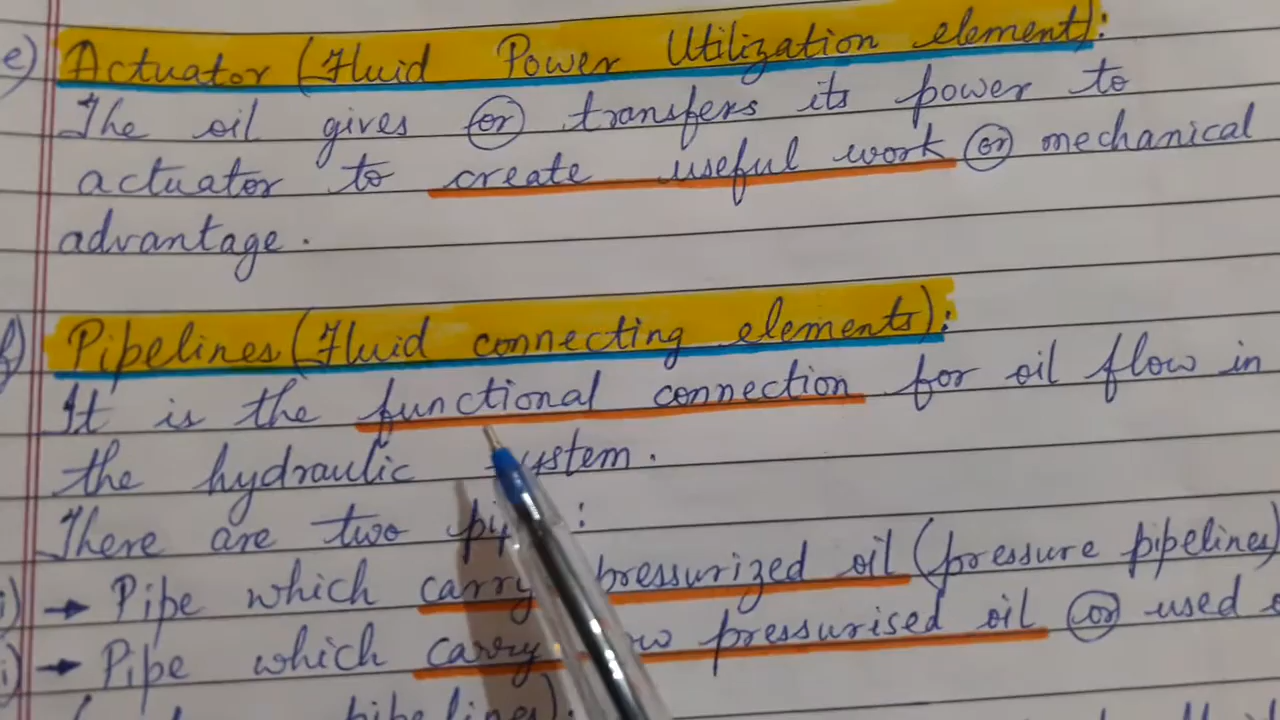 e) Actuator (Fluid Power Utilization element):
The oil gives or transfers its power to
actuator to create useful work or mechanical
advantage.
f) Pipelines (Fluid connecting elements):
It is the functional connection for oil flow in
the hydraulic system.
There are two :
i) → Pipe which carry pressurized oil (pressure pipelines)
i) → Pipe which carry pressurised oil or used
pipelines).